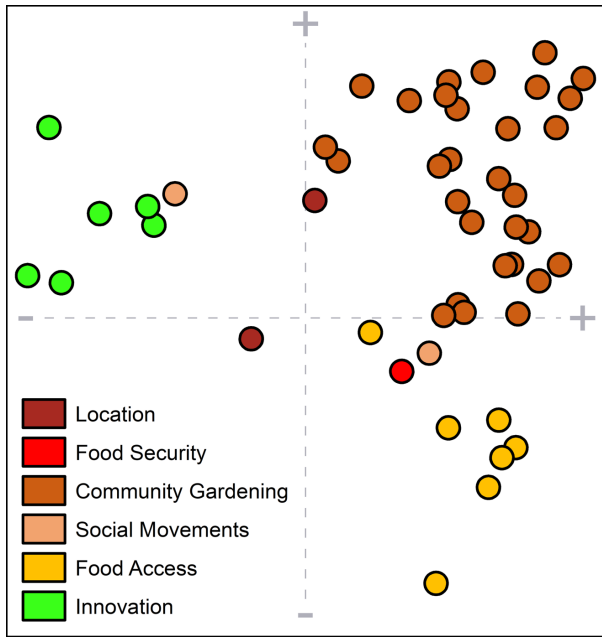 +
- +
Location
Food Security
Community Gardening
Social Movements
Food Access
Innovation
-